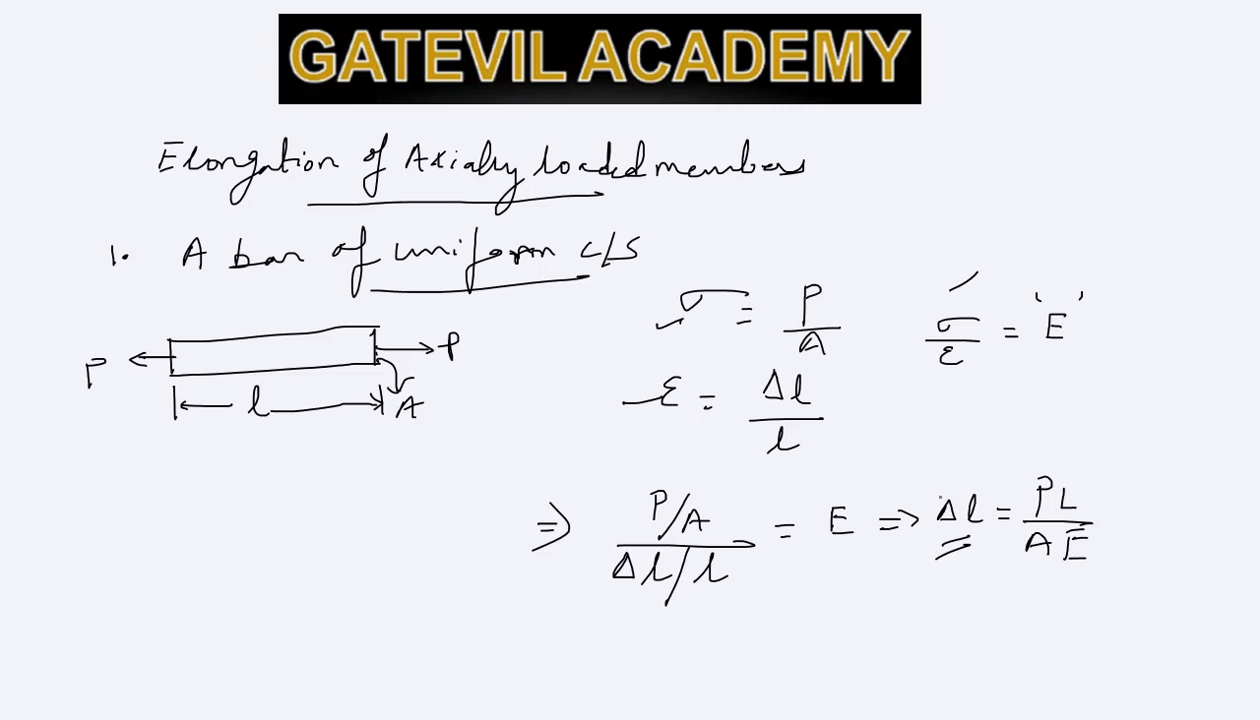 GATEVIL ACADEMY
Elongation of Axially loaded members
1. A bar of uniform c/s
σ = P/A
σ/ε = 'E'
P P
l A
ε = Δl/l
⇒ P/A / Δl/l = E ⇒ Δl = PL/AE